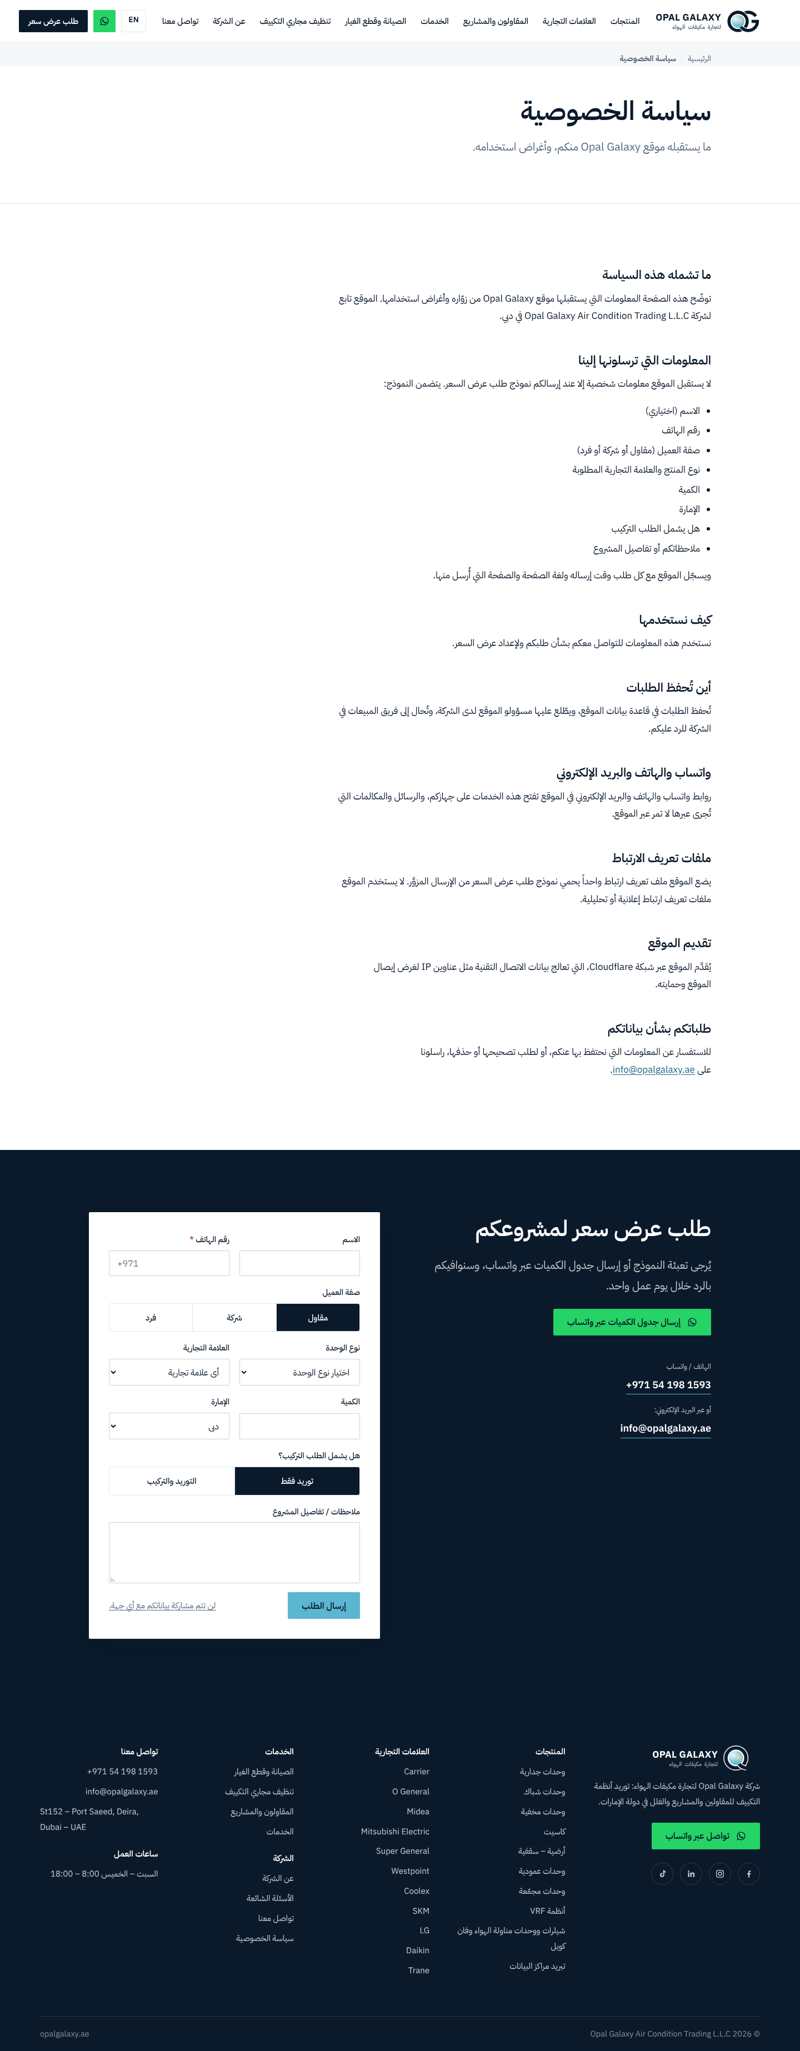 OPAL GALAXY
لتجارة مكيفات الهواء
المنتجات
العلامات التجارية
المقاولون والمشاريع
الخدمات
الصيانة وقطع الغيار
تنظيف مجاري التكييف
عن الشركة
تواصل معنا
EN
طلب عرض سعر
الرئيسية
سياسة الخصوصية
سياسة الخصوصية
ما يستقبله موقع Opal Galaxy منكم، وأغراض استخدامه.
ما تشمله هذه السياسة
توضّح هذه الصفحة المعلومات التي يستقبلها موقع Opal Galaxy من زوّاره وأغراض استخدامها. الموقع تابع
لشركة Opal Galaxy Air Condition Trading L.L.C في دبي.
المعلومات التي ترسلونها إلينا
لا يستقبل الموقع معلومات شخصية إلا عند إرسالكم نموذج طلب عرض السعر. يتضمن النموذج:
الاسم (اختياري)
رقم الهاتف
صفة العميل (مقاول أو شركة أو فرد)
نوع المنتج والعلامة التجارية المطلوبة
الكمية
الإمارة
هل يشمل الطلب التركيب
ملاحظاتكم أو تفاصيل المشروع
ويسجّل الموقع مع كل طلب وقت إرساله ولغة الصفحة والصفحة التي أُرسل منها.
كيف نستخدمها
نستخدم هذه المعلومات للتواصل معكم بشأن طلبكم ولإعداد عرض السعر.
أين تُحفظ الطلبات
تُحفظ الطلبات في قاعدة بيانات الموقع، ويطّلع عليها مسؤولو الموقع لدى الشركة، وتُحال إلى فريق المبيعات في
الشركة للرد عليكم.
واتساب والهاتف والبريد الإلكتروني
روابط واتساب والهاتف والبريد الإلكتروني في الموقع تفتح هذه الخدمات على جهازكم، والرسائل والمكالمات التي
تُجرى عبرها لا تمر عبر الموقع.
ملفات تعريف الارتباط
يضع الموقع ملف تعريف ارتباط واحداً يحمي نموذج طلب عرض السعر من الإرسال المزوّر. لا يستخدم الموقع
ملفات تعريف ارتباط إعلانية أو تحليلية.
تقديم الموقع
يُقدَّم الموقع عبر شبكة Cloudflare، التي تعالج بيانات الاتصال التقنية مثل عناوين IP لغرض إيصال
الموقع وحمايته.
طلباتكم بشأن بياناتكم
للاستفسار عن المعلومات التي نحتفظ بها عنكم، أو لطلب تصحيحها أو حذفها، راسلونا
على info@opalgalaxy.ae.
طلب عرض سعر لمشروعكم
يُرجى تعبئة النموذج أو إرسال جدول الكميات عبر واتساب، وسنوافيكم
بالرد خلال يوم عمل واحد.
إرسال جدول الكميات عبر واتساب
الهاتف / واتساب
+971 54 198 1593
أو عبر البريد الإلكتروني:
info@opalgalaxy.ae
الاسم
رقم الهاتف *
+971
صفة العميل
مقاول
شركة
فرد
نوع الوحدة
العلامة التجارية
اختيار نوع الوحدة
أي علامة تجارية
الكمية
الإمارة
دبي
هل يشمل الطلب التركيب؟
توريد فقط
التوريد والتركيب
ملاحظات / تفاصيل المشروع
إرسال الطلب
لن تتم مشاركة بياناتكم مع أي جهة.
OPAL GALAXY
لتجارة مكيفات الهواء
شركة Opal Galaxy لتجارة مكيفات الهواء: توريد أنظمة
التكييف للمقاولين والمشاريع والفلل في دولة الإمارات.
تواصل عبر واتساب
المنتجات
وحدات جدارية
وحدات شباك
وحدات مخفية
كاسيت
أرضية – سقفية
وحدات عمودية
وحدات مجمّعة
أنظمة VRF
شيلرات ووحدات مناولة الهواء وفان
كويل
تبريد مراكز البيانات
العلامات التجارية
Carrier
O General
Midea
Mitsubishi Electric
Super General
Westpoint
Coolex
SKM
I.G
Daikin
Trane
الخدمات
الصيانة وقطع الغيار
تنظيف مجاري التكييف
المقاولون والمشاريع
الخدمات
الشركة
عن الشركة
الأسئلة الشائعة
تواصل معنا
سياسة الخصوصية
تواصل معنا
+971 54 198 1593
info@opalgalaxy.ae
St152 – Port Saeed, Deira,
Dubai – UAE
ساعات العمل
السبت – الخميس 8:00 – 18:00
© 2026 Opal Galaxy Air Condition Trading L.L.C
opalgalaxy.ae